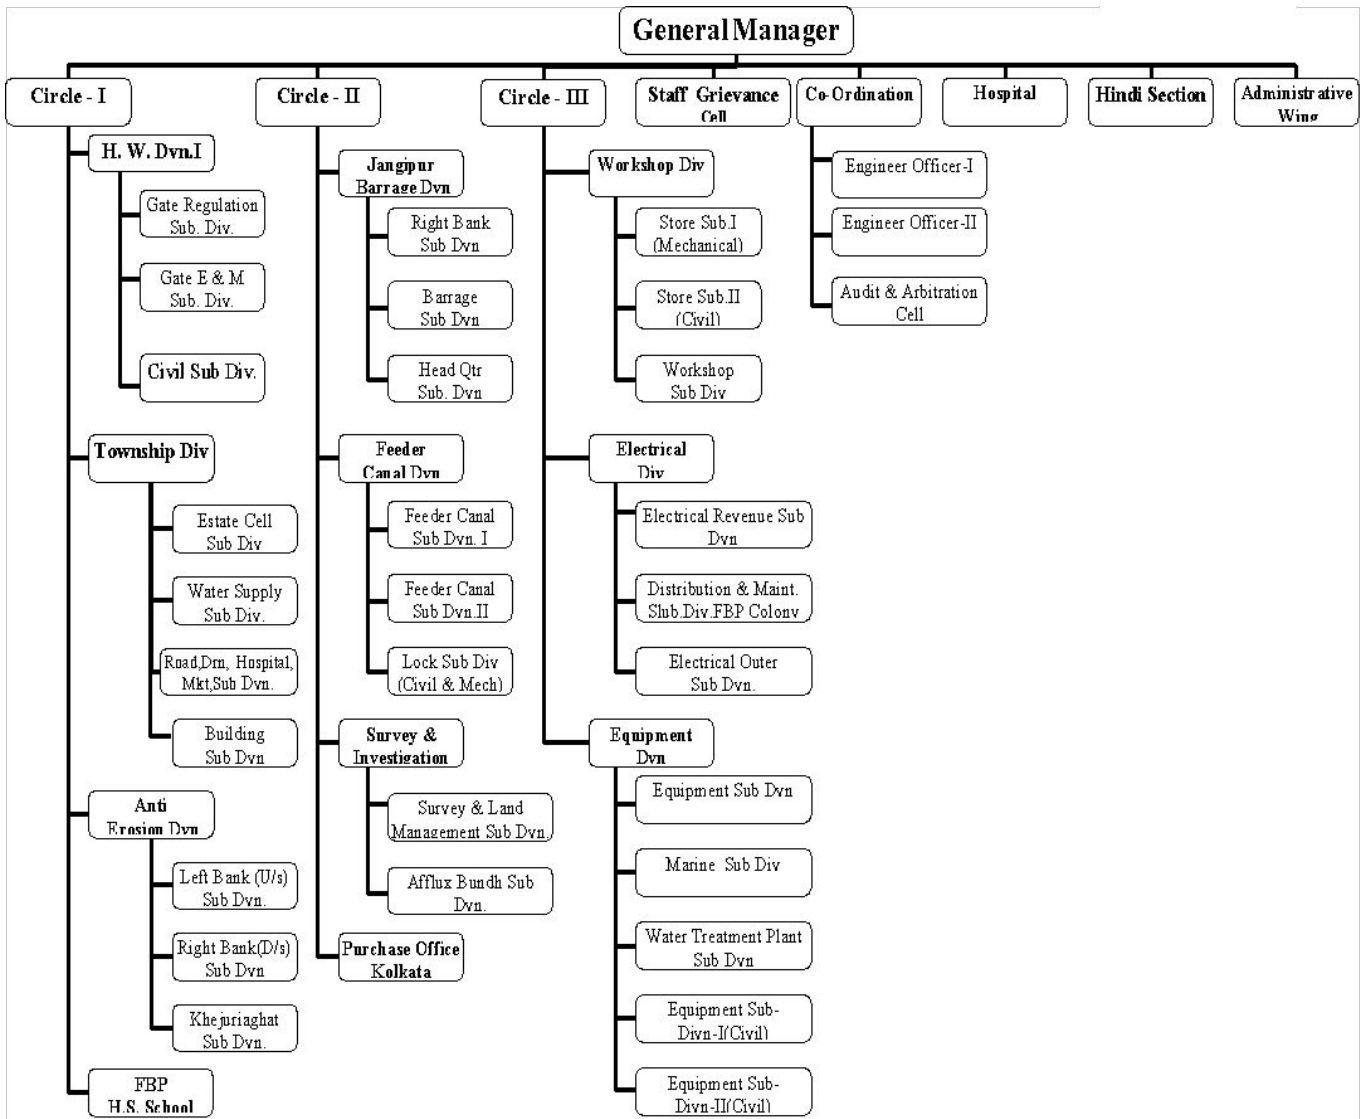 General Manager
Circle - I
Circle - II
Circle - III
Staff Grievance
Cell
Co-Ordination
Hospital
Hindi Section
Administrative
Wing
H. W. Dvn.I
Gate Regulation
Sub. Div.
Gate E & M
Sub. Div.
Civil Sub Div.
Township Div
Estate Cell
Sub Div
Water Supply
Sub Div.
Road,Drn, Hospital,
Mkt,Sub Dvn.
Building
Sub Dvn
Anti
Erosion Dvn
Left Bank (U/s)
Sub Dvn.
Right Bank(D/s)
Sub Dvn
Khejuriaghat
Sub Dvn.
FBP
H.S. School
Jangipur
Barrage Dvn
Right Bank
Sub Dvn
Barrage
Sub Dvn
Head Qtr
Sub. Dvn
Feeder
Canal Dvn
Feeder Canal
Sub Dvn. I
Feeder Canal
Sub Dvn.II
Lock Sub Div
(Civil & Mech)
Survey &
Investigation
Survey & Land
Management Sub Dvn.
Afflux Bundh Sub
Dvn.
Purchase Office
Kolkata
Workshop Div
Store Sub.I
(Mechanical)
Store Sub.II
(Civil)
Workshop
Sub Div
Electrical
Div
Electrical Revenue Sub
Dvn
Distribution & Maint.
Slub.Div.FBP Colony
Electrical Outer
Sub Dvn.
Equipment
Dvn
Equipment Sub Dvn
Marine Sub Div
Water Treatment Plant
Sub Dvn
Equipment Sub-
Divn-I(Civil)
Equipment Sub-
Divn-II(Civil)
Engineer Officer-I
Engineer Officer-II
Audit & Arbitration
Cell